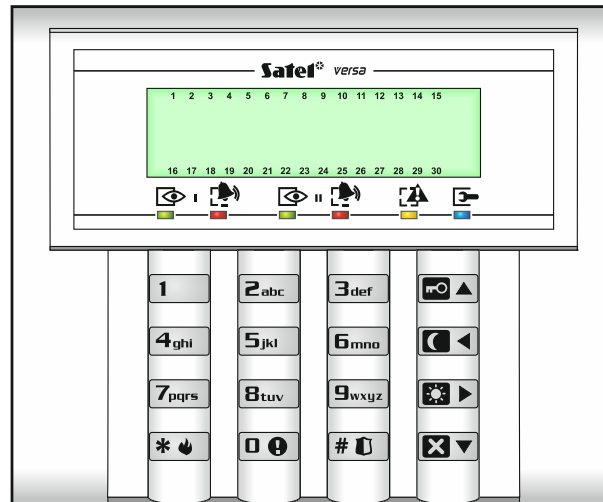 Satel* versa
1 2 3 4 5 6 7 8 9 10 11 12 13 14 15
16 17 18 19 20 21 22 23 24 25 26 27 28 29 30
I II
1 2abc 3def
4ghi 5jkl 6mno
7pqrs 8tuv 9wxyz
* 0 #